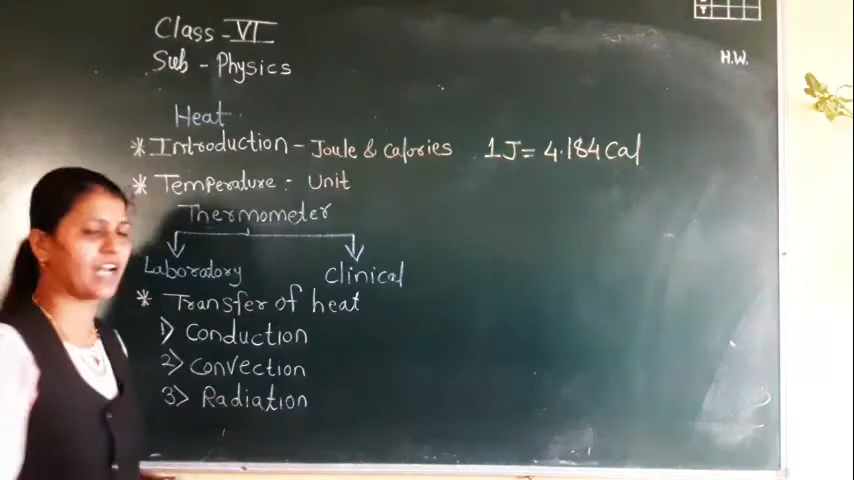 Class - VI
Sub - Physics
H.W.
Heat
* Introduction - Joule & calories 1J = 4.184 Cal
* Temperature - Unit
Thermometer
Laboratory Clinical
* Transfer of heat
1> Conduction
2> Convection
3> Radiation